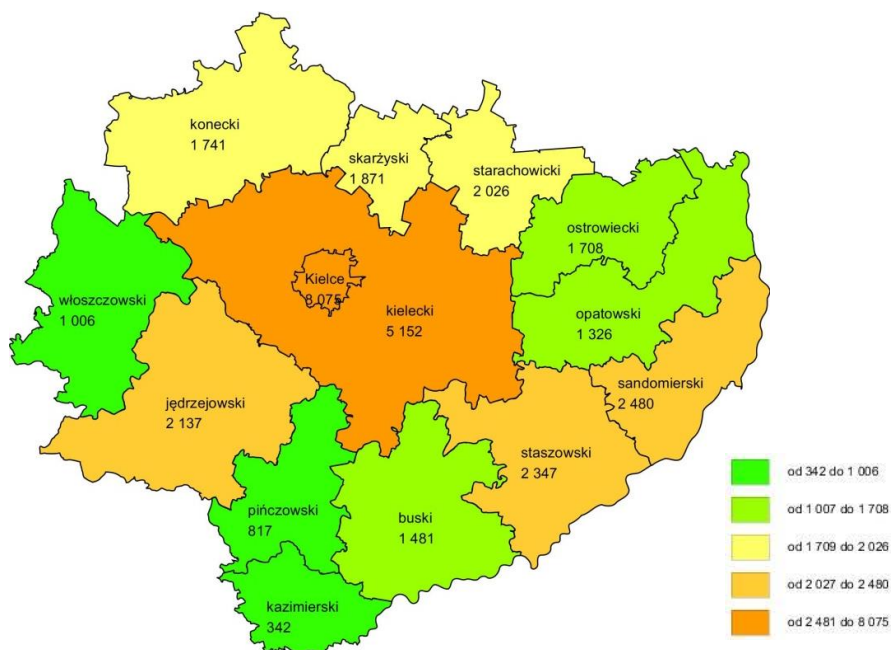 konecki
1 741
skarżyski
1 871
starachowicki
2 026
ostrowiecki
1 708
włoszczowski
1 006
Kielce
8 075
kielecki
5 152
opatowski
1 326
jędrzejowski
2 137
sandomierski
2 480
staszowski
2 347
pińczowski
817
buski
1 481
kazimierski
342
od 342 do 1 006
od 1 007 do 1 708
od 1 709 do 2 026
od 2 027 do 2 480
od 2 481 do 8 075